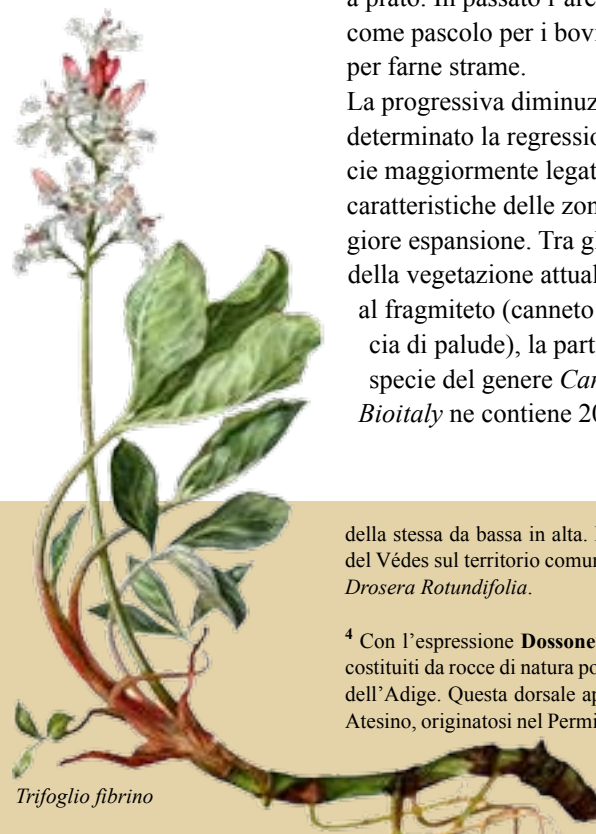 a prato. In passato l’arc
come pascolo per i bovi
per farne strame.
La progressiva diminuz
determinato la regressio
cie maggiormente legat
caratteristiche delle zon
giore espansione. Tra gl
della vegetazione attual
al fragmiteto (canneto
cia di palude), la part
specie del genere Car
Bioitaly ne contiene 20
della stessa da bassa in alta.
del Védes sul territorio comun
Drosera Rotundifolia.
4 Con l’espressione Dossone
costituiti da rocce di natura po
dell’Adige. Questa dorsale ap
Atesino, originatosi nel Permi
Trifoglio fibrino